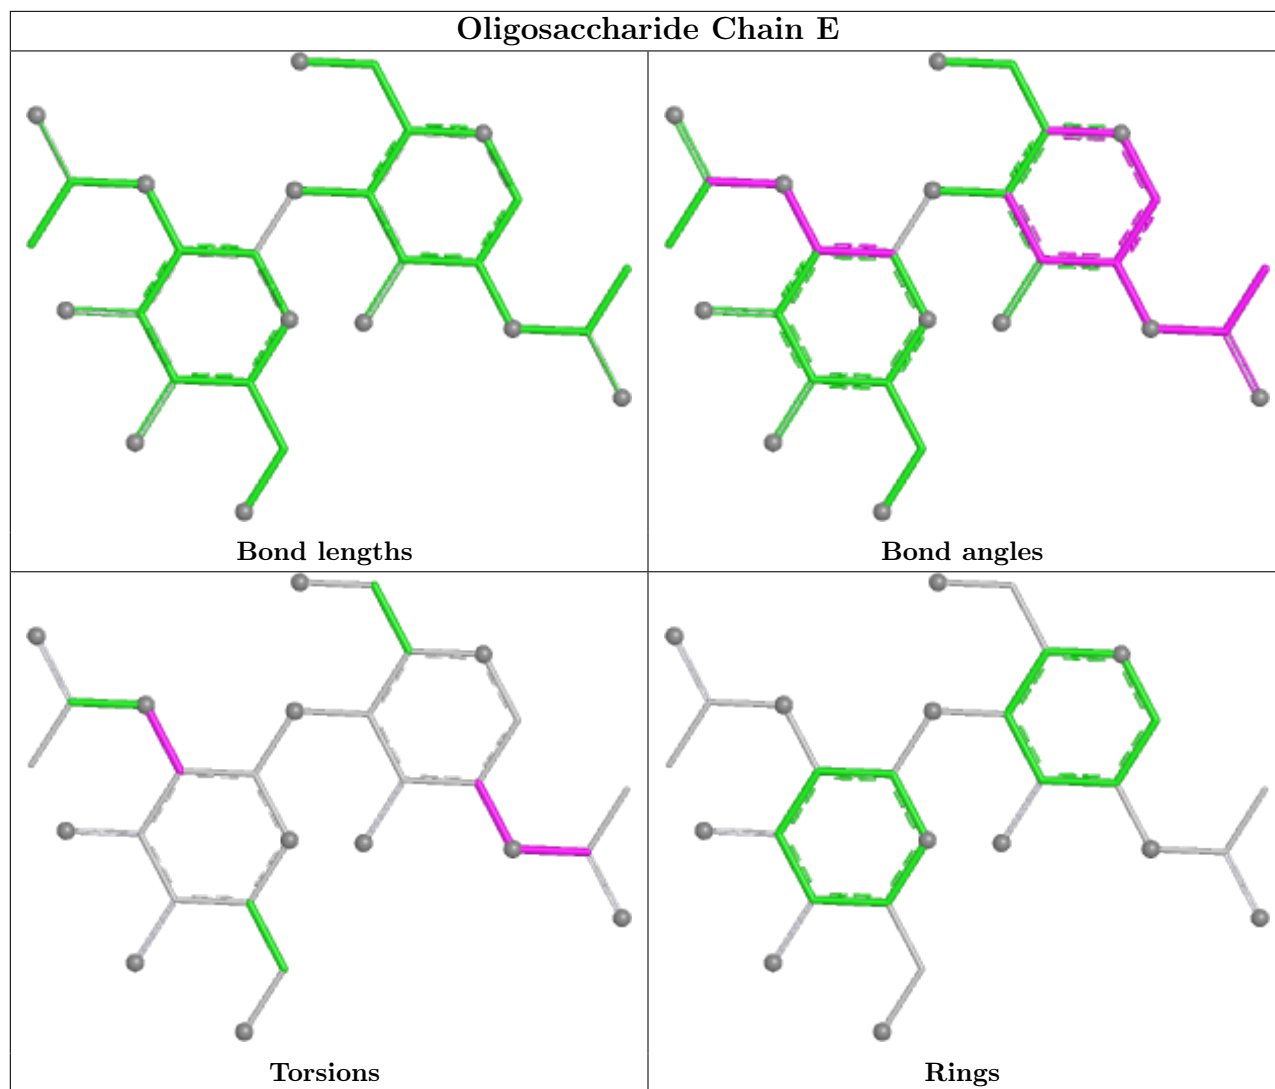 Oligosaccharide Chain E
Bond lengths
Bond angles
Torsions
Rings